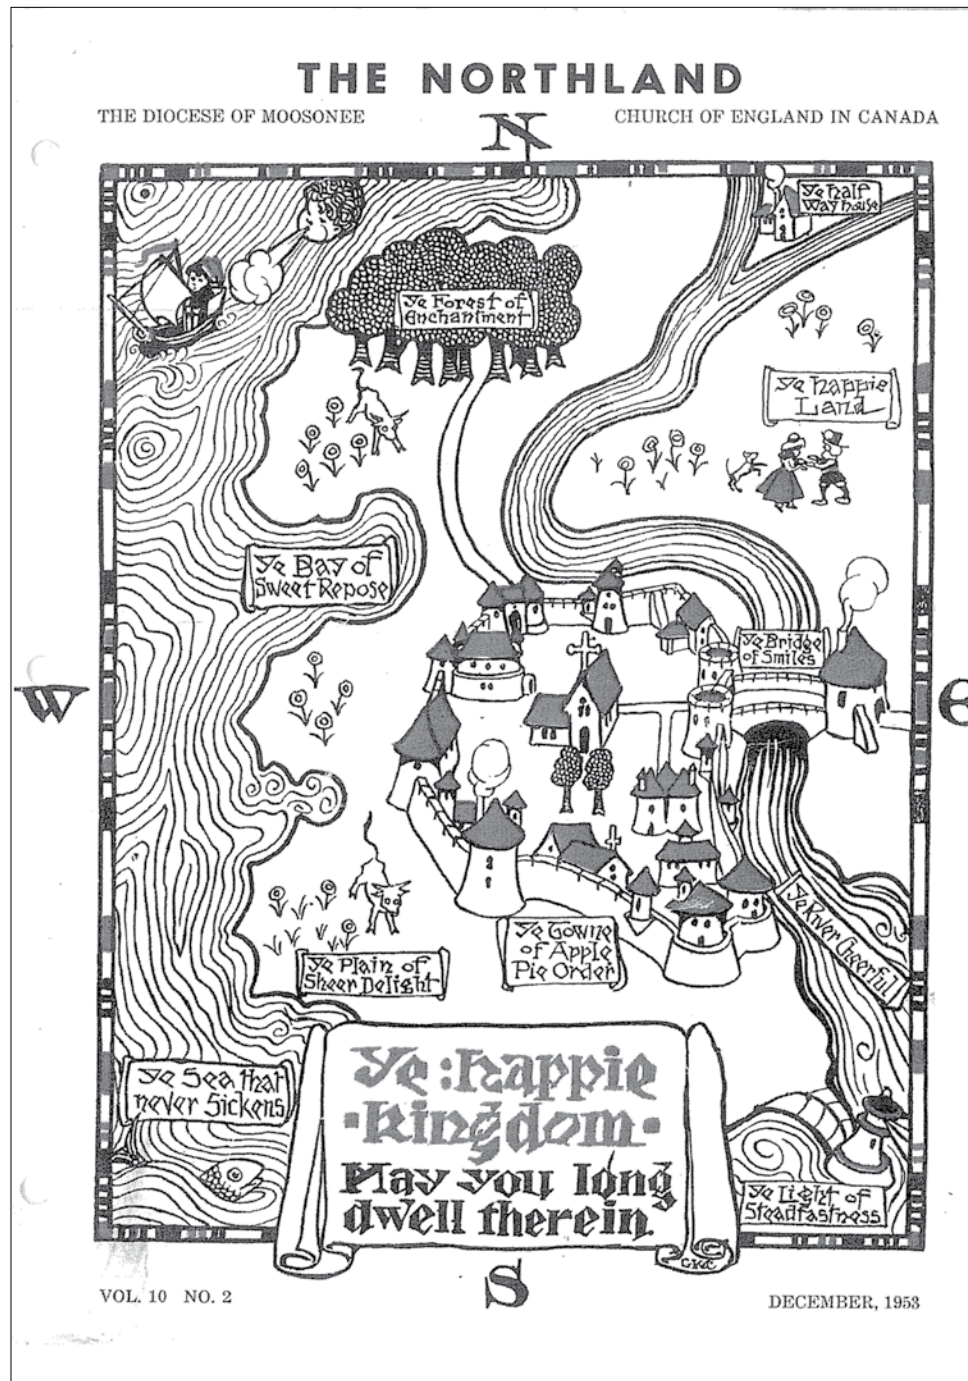 THE NORTHLAND
THE DIOCESE OF MOOSONEE
CHURCH OF ENGLAND IN CANADA
N
Ye Half
Way house
Ye Forest of
Enchantment
Ye Happie
Land
Ye Bay of
Sweet Repose
Ye Bridge
of Smiles
W
E
Ye River Cheerful
Ye Towne
of Apple
Pie Order
Ye Plain of
Sheer Delight
Ye Sea that
never Sickens
Ye : Happie
• Kingdom •
May you long
dwell therein.
Ye Light of
Steadfastness
CKC
S
VOL. 10 NO. 2
DECEMBER, 1953